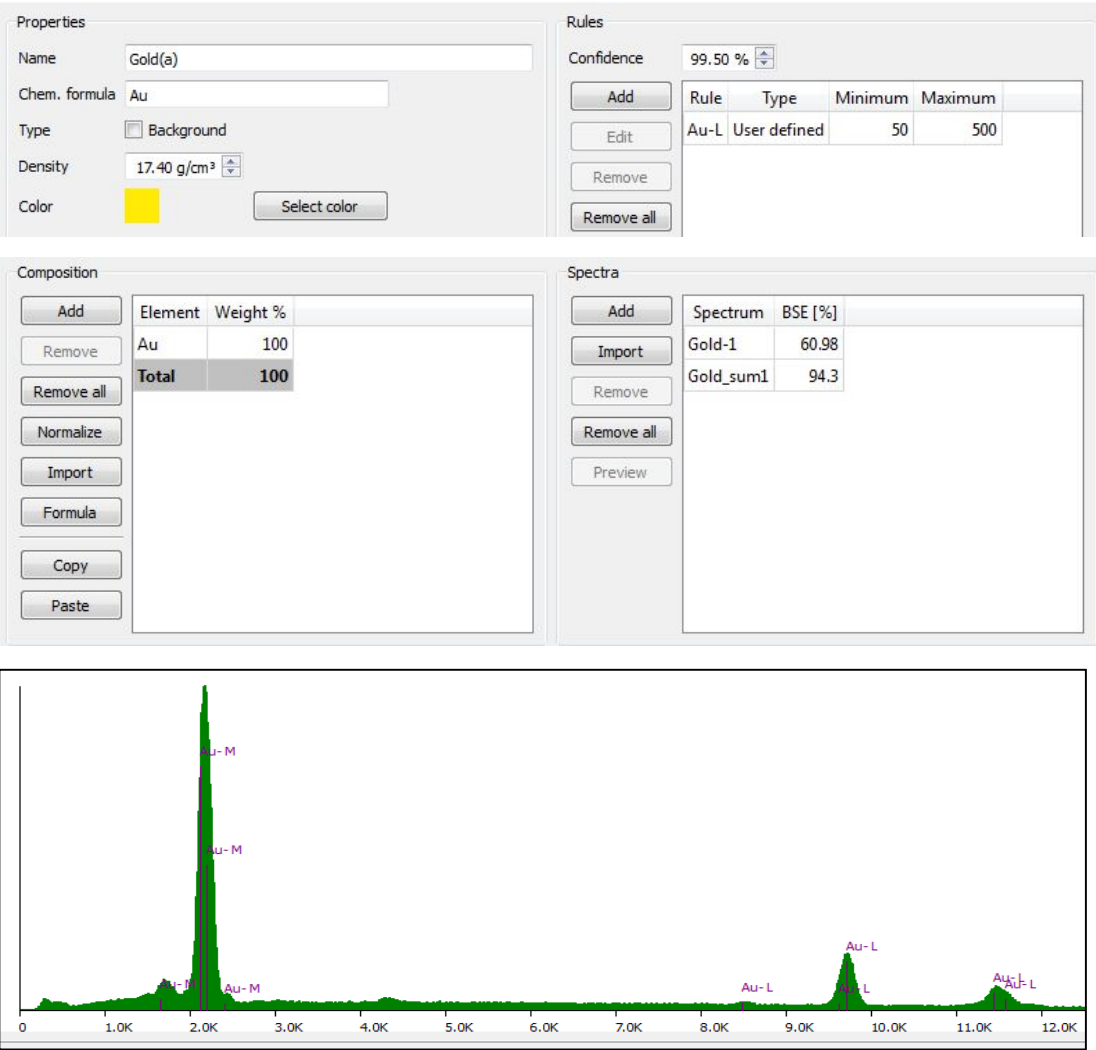 Properties
Name Gold(a)
Chem. formula Au
Type Background
Density 17.40 g/cm³
Color Select color
Rules
Confidence 99.50 %
Add
Edit
Remove
Remove all
Rule Type Minimum Maximum
Au-L User defined 50 500
Composition
Add
Remove
Remove all
Normalize
Import
Formula
Copy
Paste
Element Weight %
Au 100
Total 100
Spectra
Add
Import
Remove
Remove all
Preview
Spectrum BSE [%]
Gold-1 60.98
Gold_sum1 94.3
Au-M
Au-M
Au-M
Au-M
Au-L
Au-L
Au-L
Au-L
Au-L
0 1.0K 2.0K 3.0K 4.0K 5.0K 6.0K 7.0K 8.0K 9.0K 10.0K 11.0K 12.0K